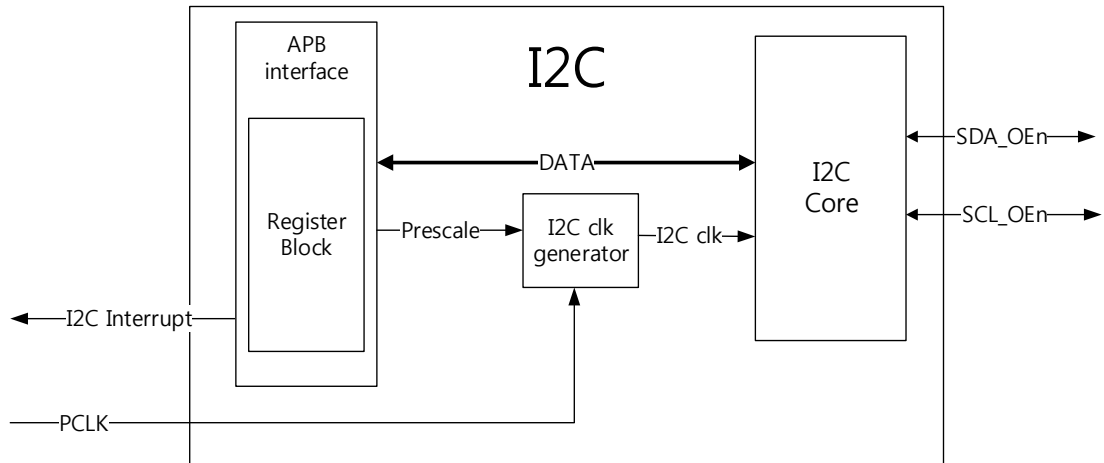 APB
interface
I2C
SDA_OEn
DATA
I2C
Core
SCL_OEn
Register
Block
Prescale
I2C clk
generator
I2C clk
I2C Interrupt
PCLK